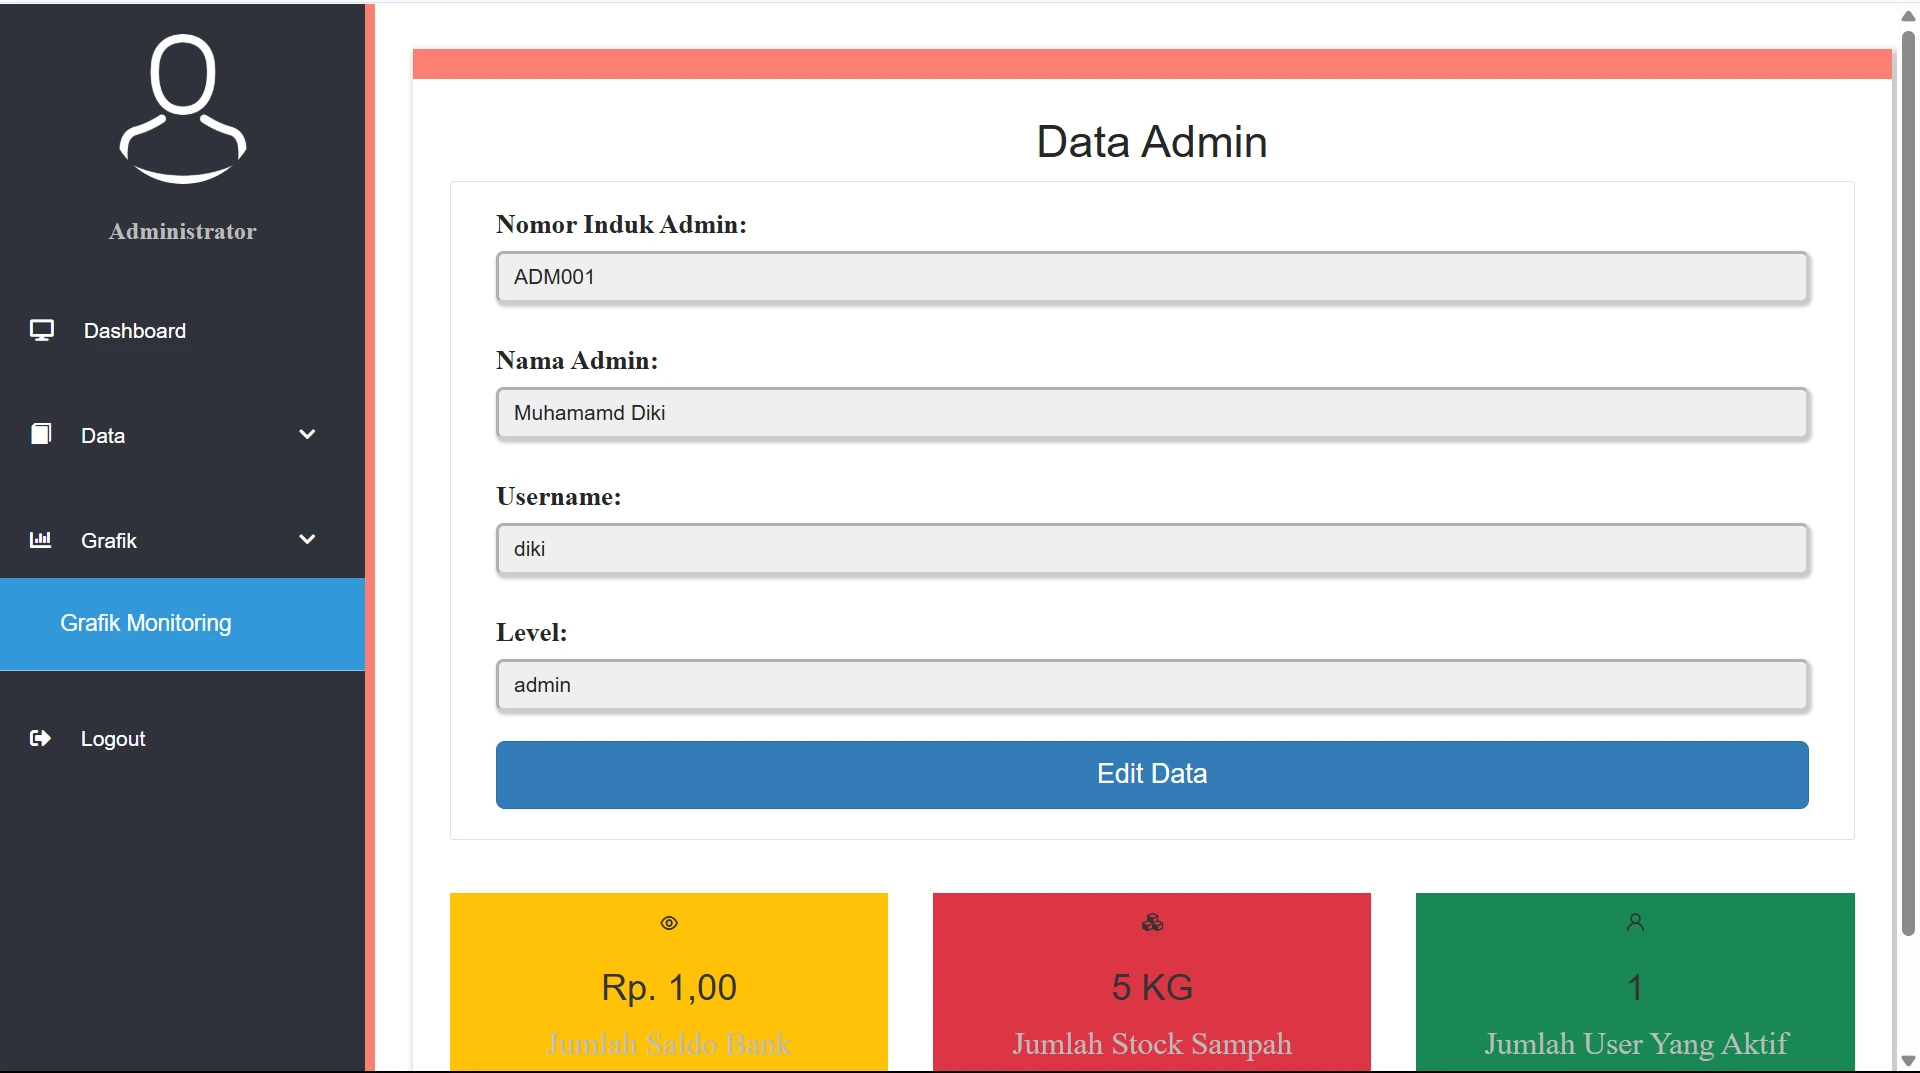 Administrator
Dashboard
Data
Grafik
Grafik Monitoring
Logout
Data Admin
Nomor Induk Admin:
ADM001
Nama Admin:
Muhamamd Diki
Username:
diki
Level:
admin
Edit Data
Rp. 1,00
Jumlah Saldo Bank
5 KG
Jumlah Stock Sampah
1
Jumlah User Yang Aktif